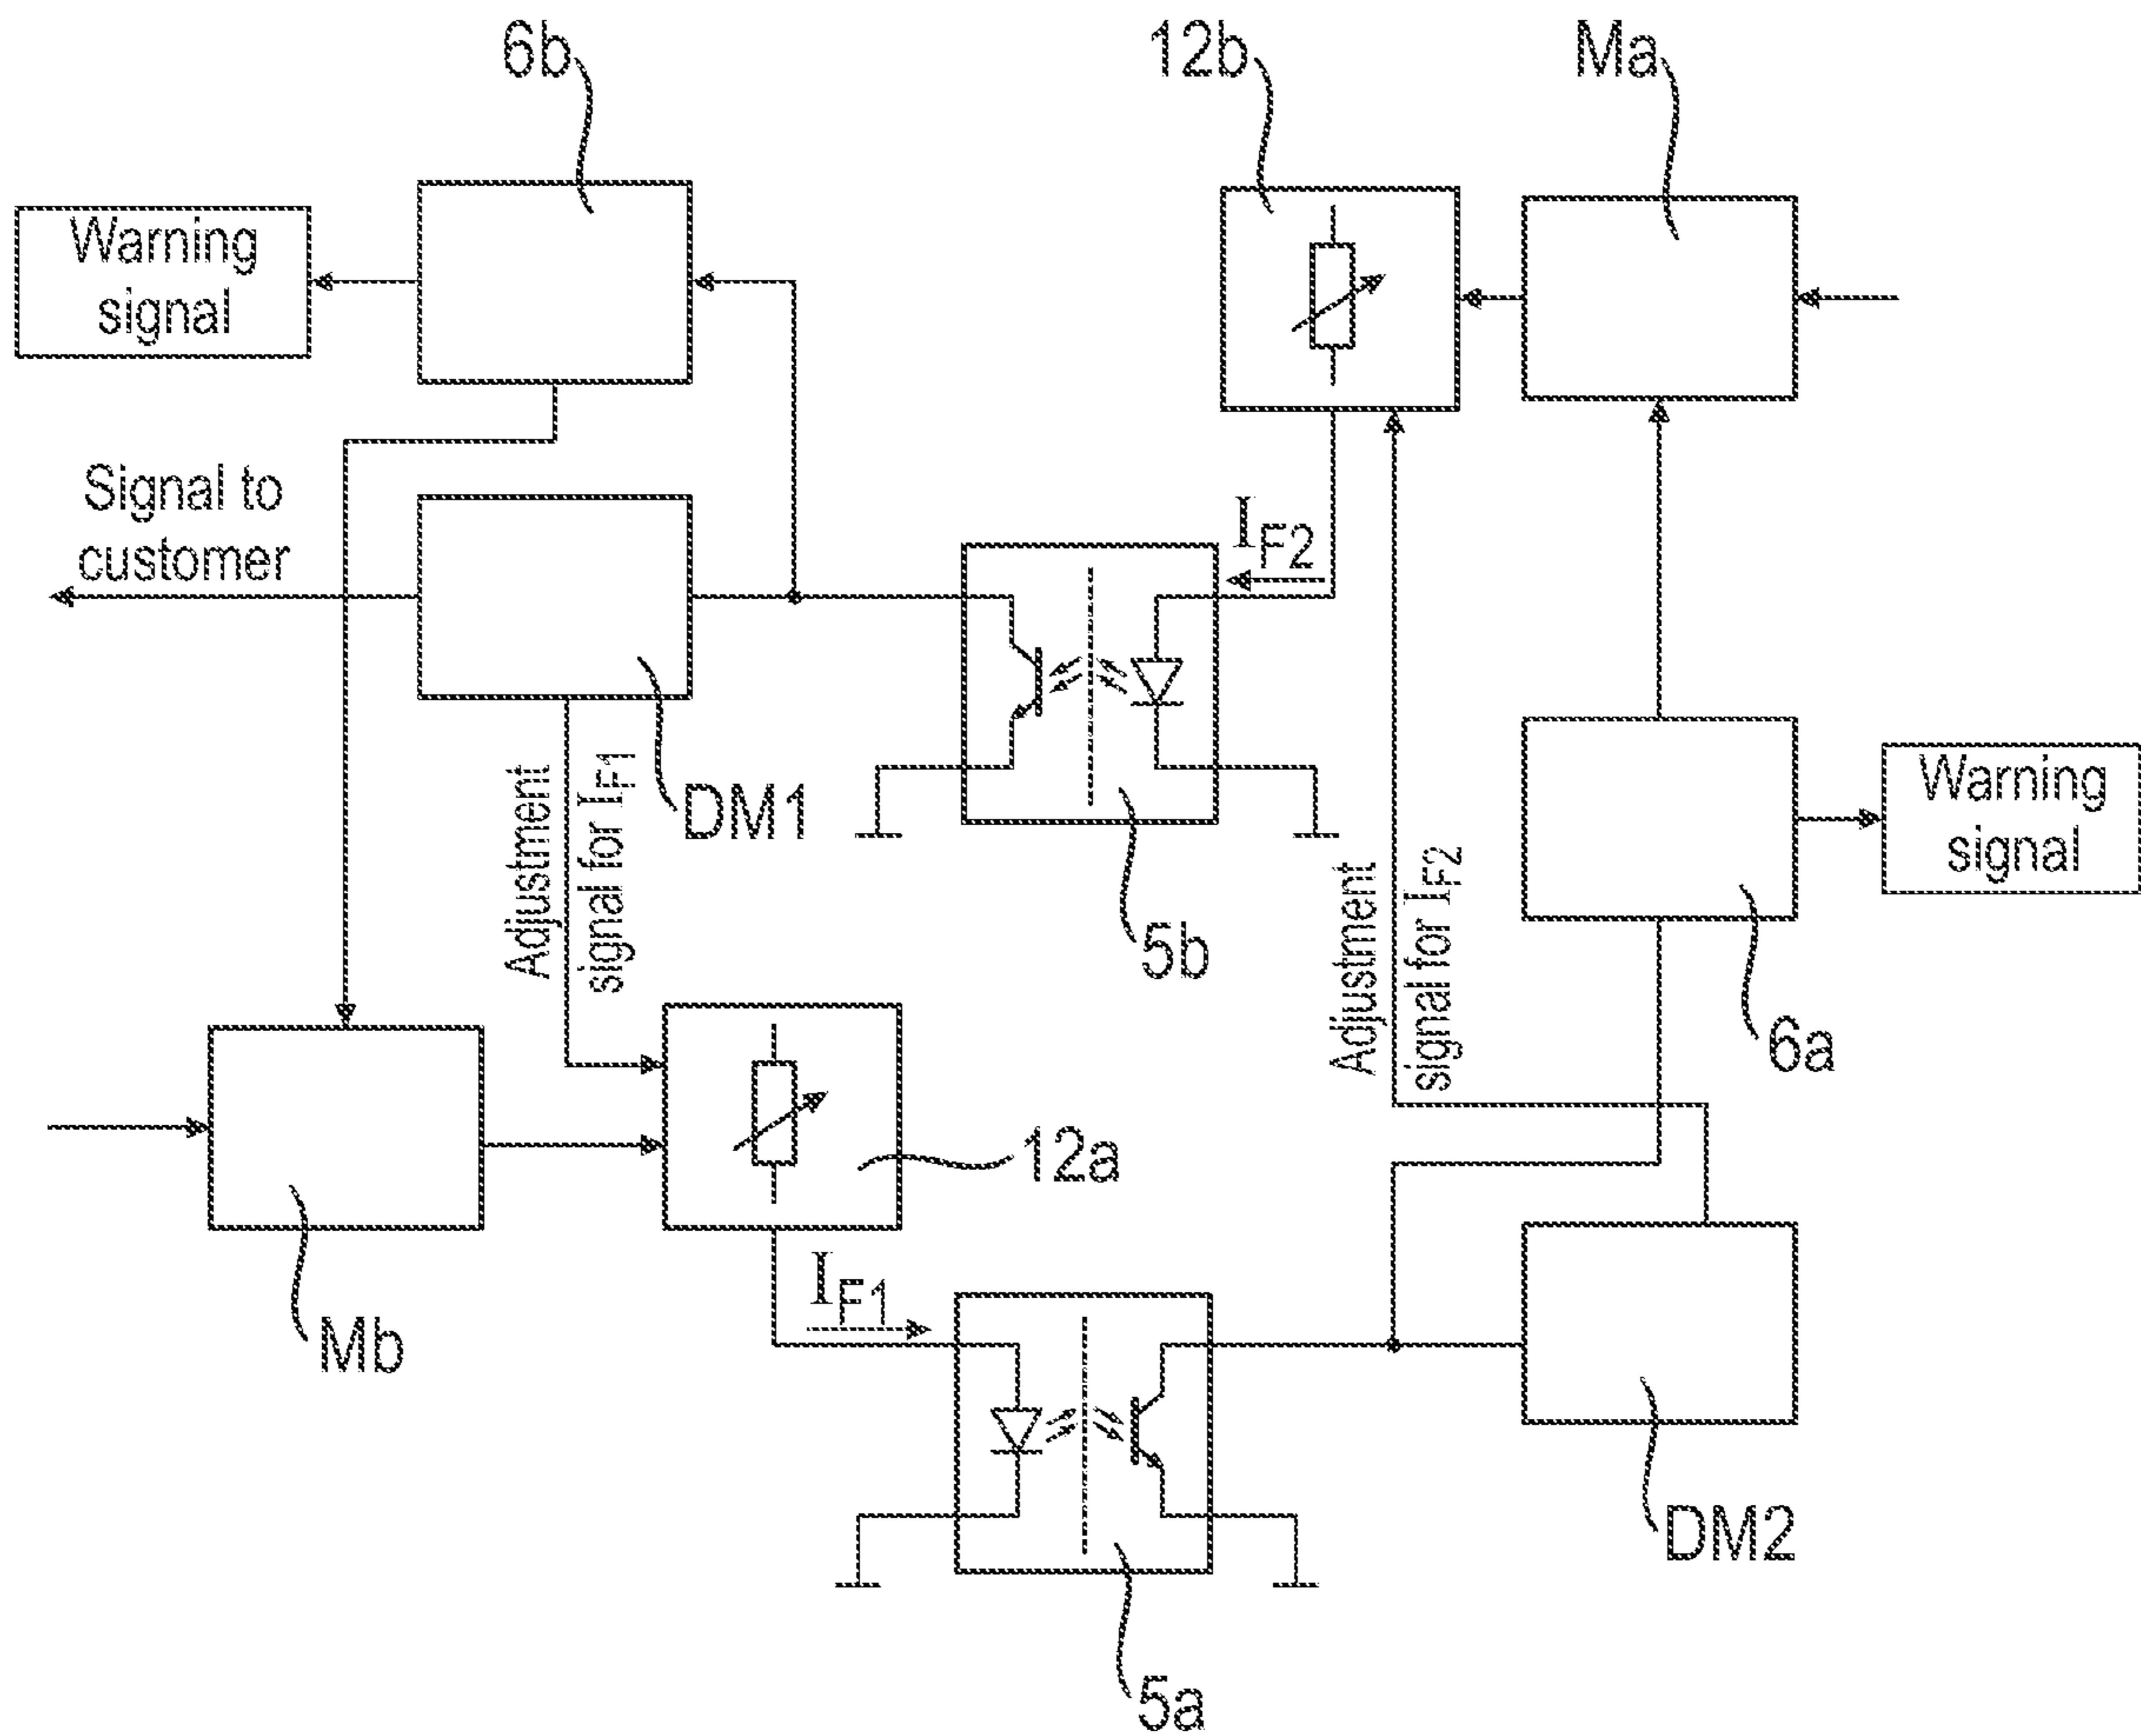 6b
12b
Ma
Warning
signal
Signal to
customer
IF2
DM1
Adjustment
signal for IF1
5b
Adjustment
signal for IF2
Warning
signal
6a
12a
Mb
IF1
DM2
5a